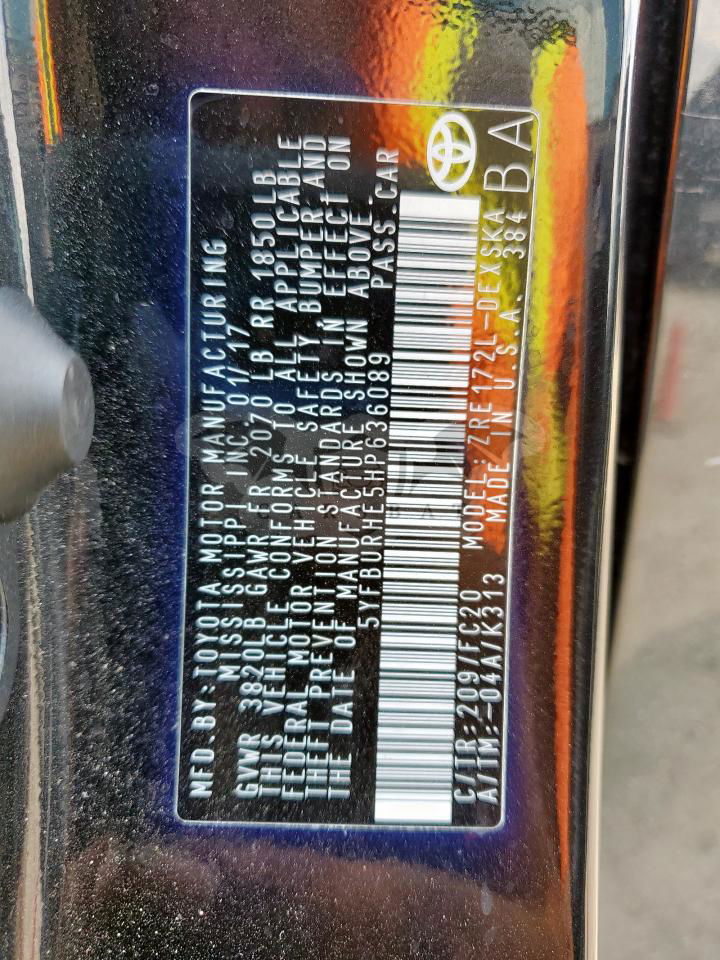 MFD.BY:TOYOTA MOTOR MANUFACTURING
MISSISSIPPI INC. 01/17
GVWR 3820LB GAWR FR 2070 LB RR 1850LB
THIS VEHICLE CONFORMS TO ALL APPLICABLE
FEDERAL MOTOR VEHICLE SAFETY BUMPER AND
THEFT PREVENTION STANDARDS IN EFFECT ON
THE DATE OF MANUFACTURE SHOWN ABOVE.
5YFBURHE5HP636089 PASS.CAR
C/TR:209/FC20 MODEL:ZRE172L-DEXSKA
A/TM:-04A/K313 MADE IN U.S.A. 384 BA